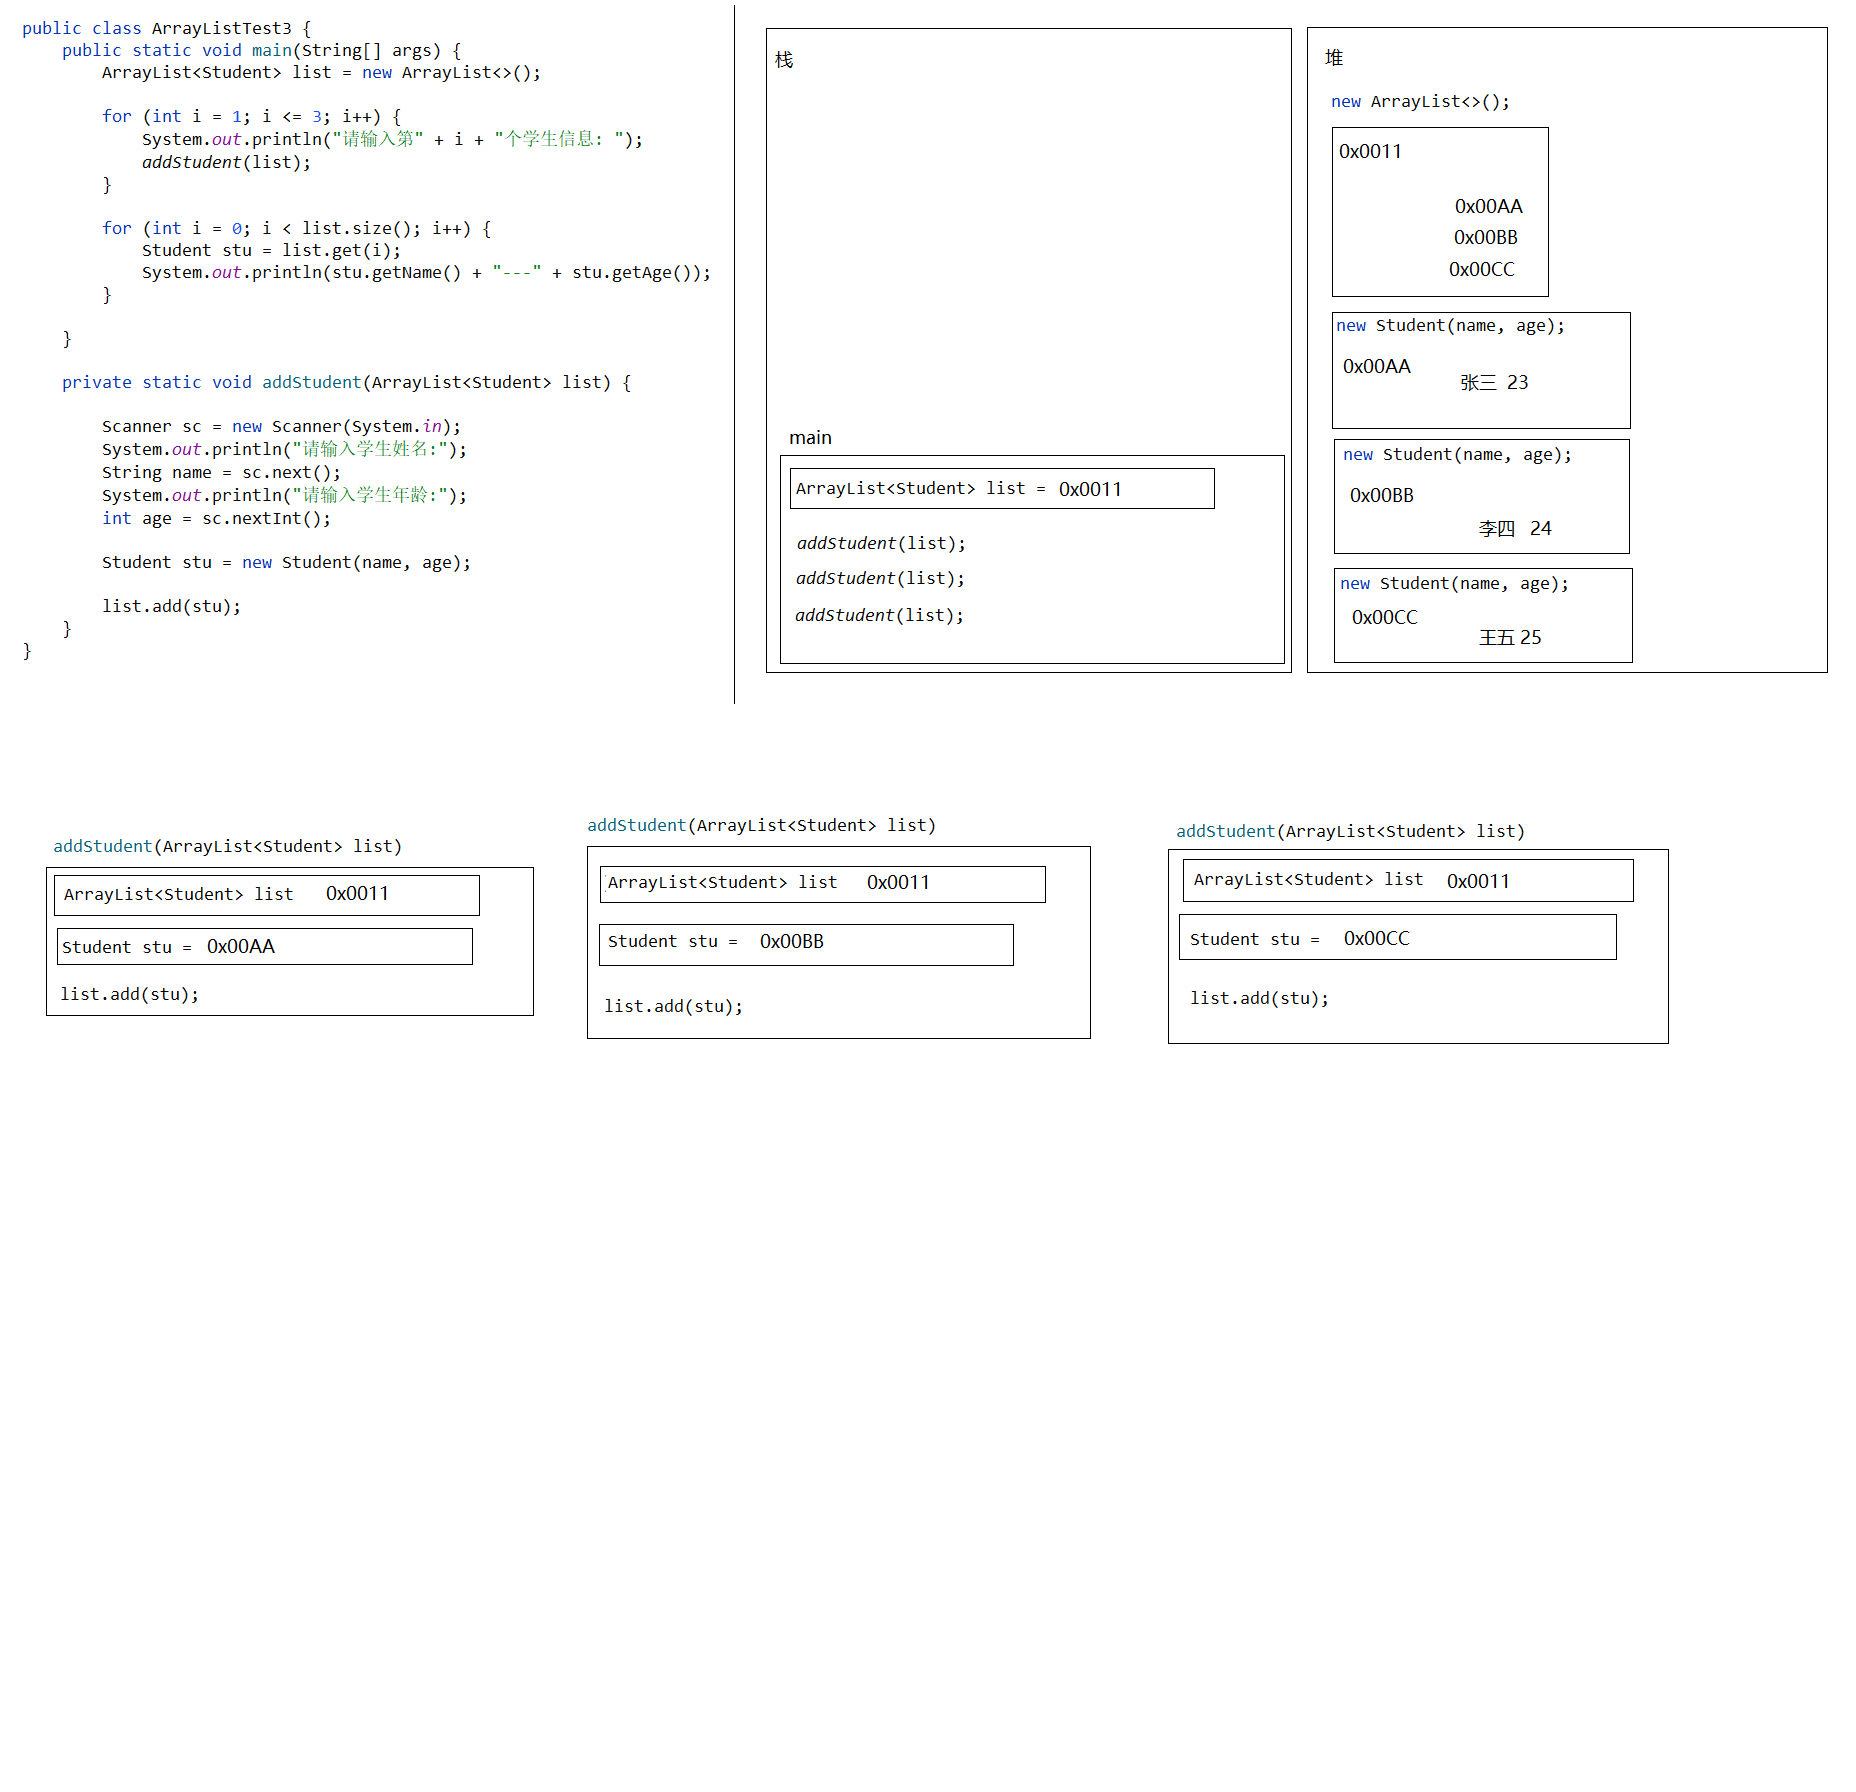 public class ArrayListTest3 {
    public static void main(String[] args) {
        ArrayList<Student> list = new ArrayList<>();
        for (int i = 1; i <= 3; i++) {
            System.out.println("请输入第" + i + "个学生信息: ");
            addStudent(list);
        }
        for (int i = 0; i < list.size(); i++) {
            Student stu = list.get(i);
            System.out.println(stu.getName() + "---" + stu.getAge());
        }
    }
    private static void addStudent(ArrayList<Student> list) {
        Scanner sc = new Scanner(System.in);
        System.out.println("请输入学生姓名:");
        String name = sc.next();
        System.out.println("请输入学生年龄:");
        int age = sc.nextInt();
        Student stu = new Student(name, age);
        list.add(stu);
    }
}
栈
main
ArrayList<Student> list = 0x0011
addStudent(list);
addStudent(list);
addStudent(list);
堆
new ArrayList<>();
0x0011
0x00AA
0x00BB
0x00CC
new Student(name, age);
0x00AA
张三 23
new Student(name, age);
0x00BB
李四 24
new Student(name, age);
0x00CC
王五 25
addStudent(ArrayList<Student> list)
ArrayList<Student> list 0x0011
Student stu = 0x00AA
list.add(stu);
addStudent(ArrayList<Student> list)
ArrayList<Student> list 0x0011
Student stu = 0x00BB
list.add(stu);
addStudent(ArrayList<Student> list)
ArrayList<Student> list 0x0011
Student stu = 0x00CC
list.add(stu);